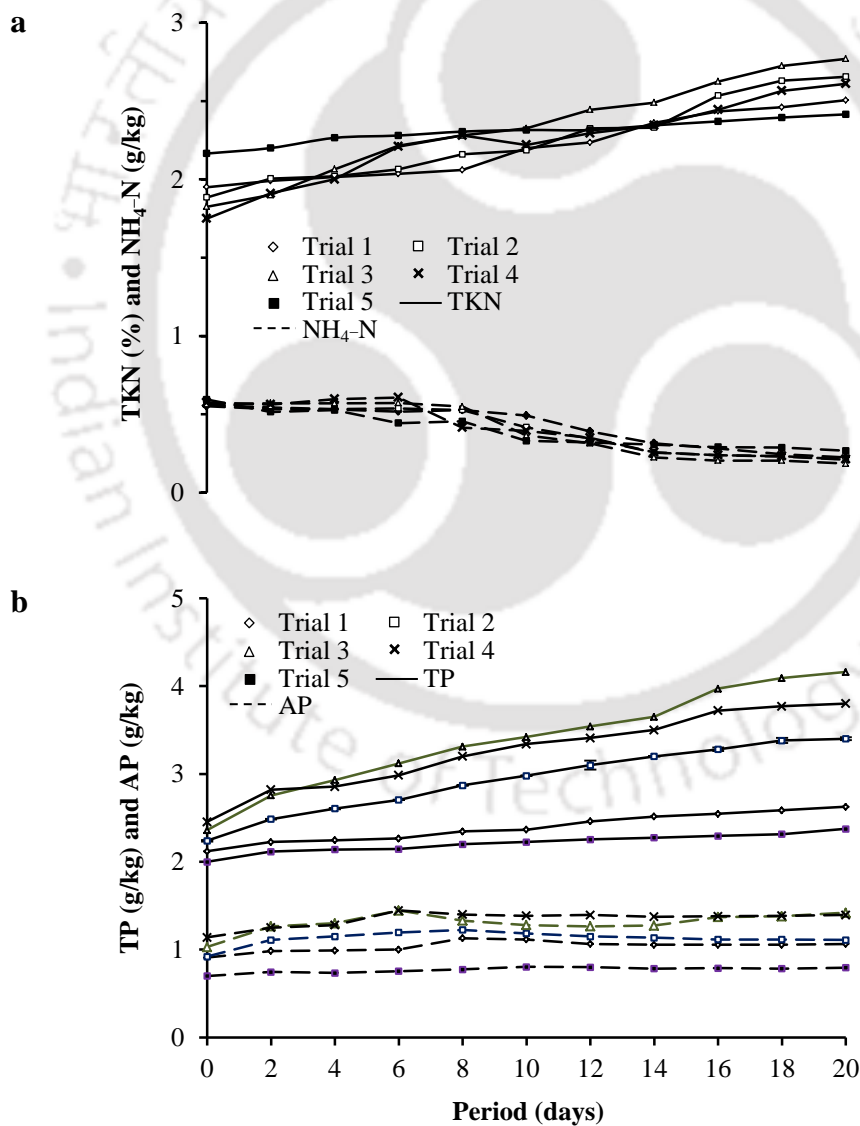 a
TKN (%) and NH₄-N (g/kg)
3
2
1
0
Trial 1
Trial 2
Trial 3
Trial 4
Trial 5
TKN
NH₄-N
b
TP (g/kg) and AP (g/kg)
5
4
3
2
1
0
Trial 1
Trial 2
Trial 3
Trial 4
Trial 5
TP
AP
0 2 4 6 8 10 12 14 16 18 20
Period (days)
Indian Institute of Technology